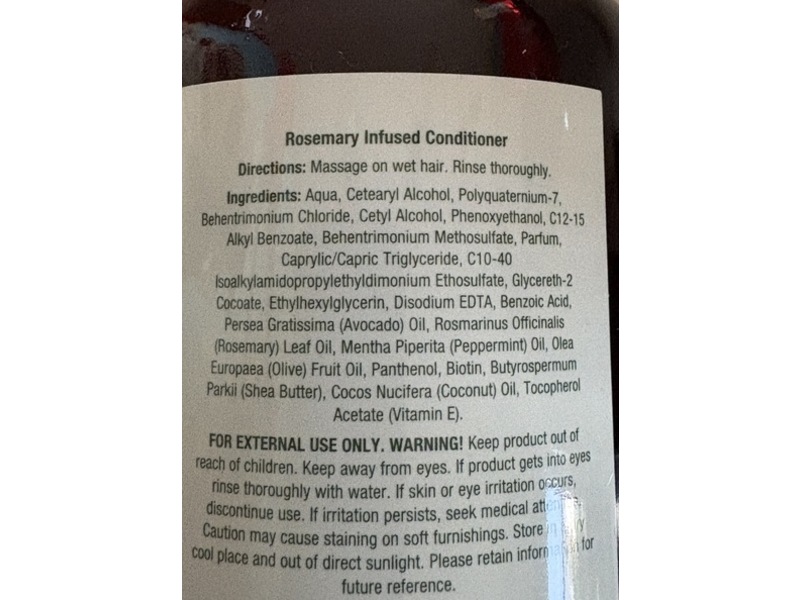 Rosemary Infused Conditioner
Directions: Massage on wet hair. Rinse thoroughly.
Ingredients: Aqua, Cetearyl Alcohol, Polyquaternium-7,
Behentrimonium Chloride, Cetyl Alcohol, Phenoxyethanol, C12-15
Alkyl Benzoate, Behentrimonium Methosulfate, Parfum,
Caprylic/Capric Triglyceride, C10-40
Isoalkylamidopropylethyldimonium Ethosulfate, Glycereth-2
Cocoate, Ethylhexylglycerin, Disodium EDTA, Benzoic Acid,
Persea Gratissima (Avocado) Oil, Rosmarinus Officinalis
(Rosemary) Leaf Oil, Mentha Piperita (Peppermint) Oil, Olea
Europaea (Olive) Fruit Oil, Panthenol, Biotin, Butyrospermum
Parkii (Shea Butter), Cocos Nucifera (Coconut) Oil, Tocopherol
Acetate (Vitamin E).
FOR EXTERNAL USE ONLY. WARNING! Keep product out of
reach of children. Keep away from eyes. If product gets into eyes
rinse thoroughly with water. If skin or eye irritation occurs,
discontinue use. If irritation persists, seek medical
Caution may cause staining on soft furnishings. Store
cool place and out of direct sunlight. Please retain information for
future reference.